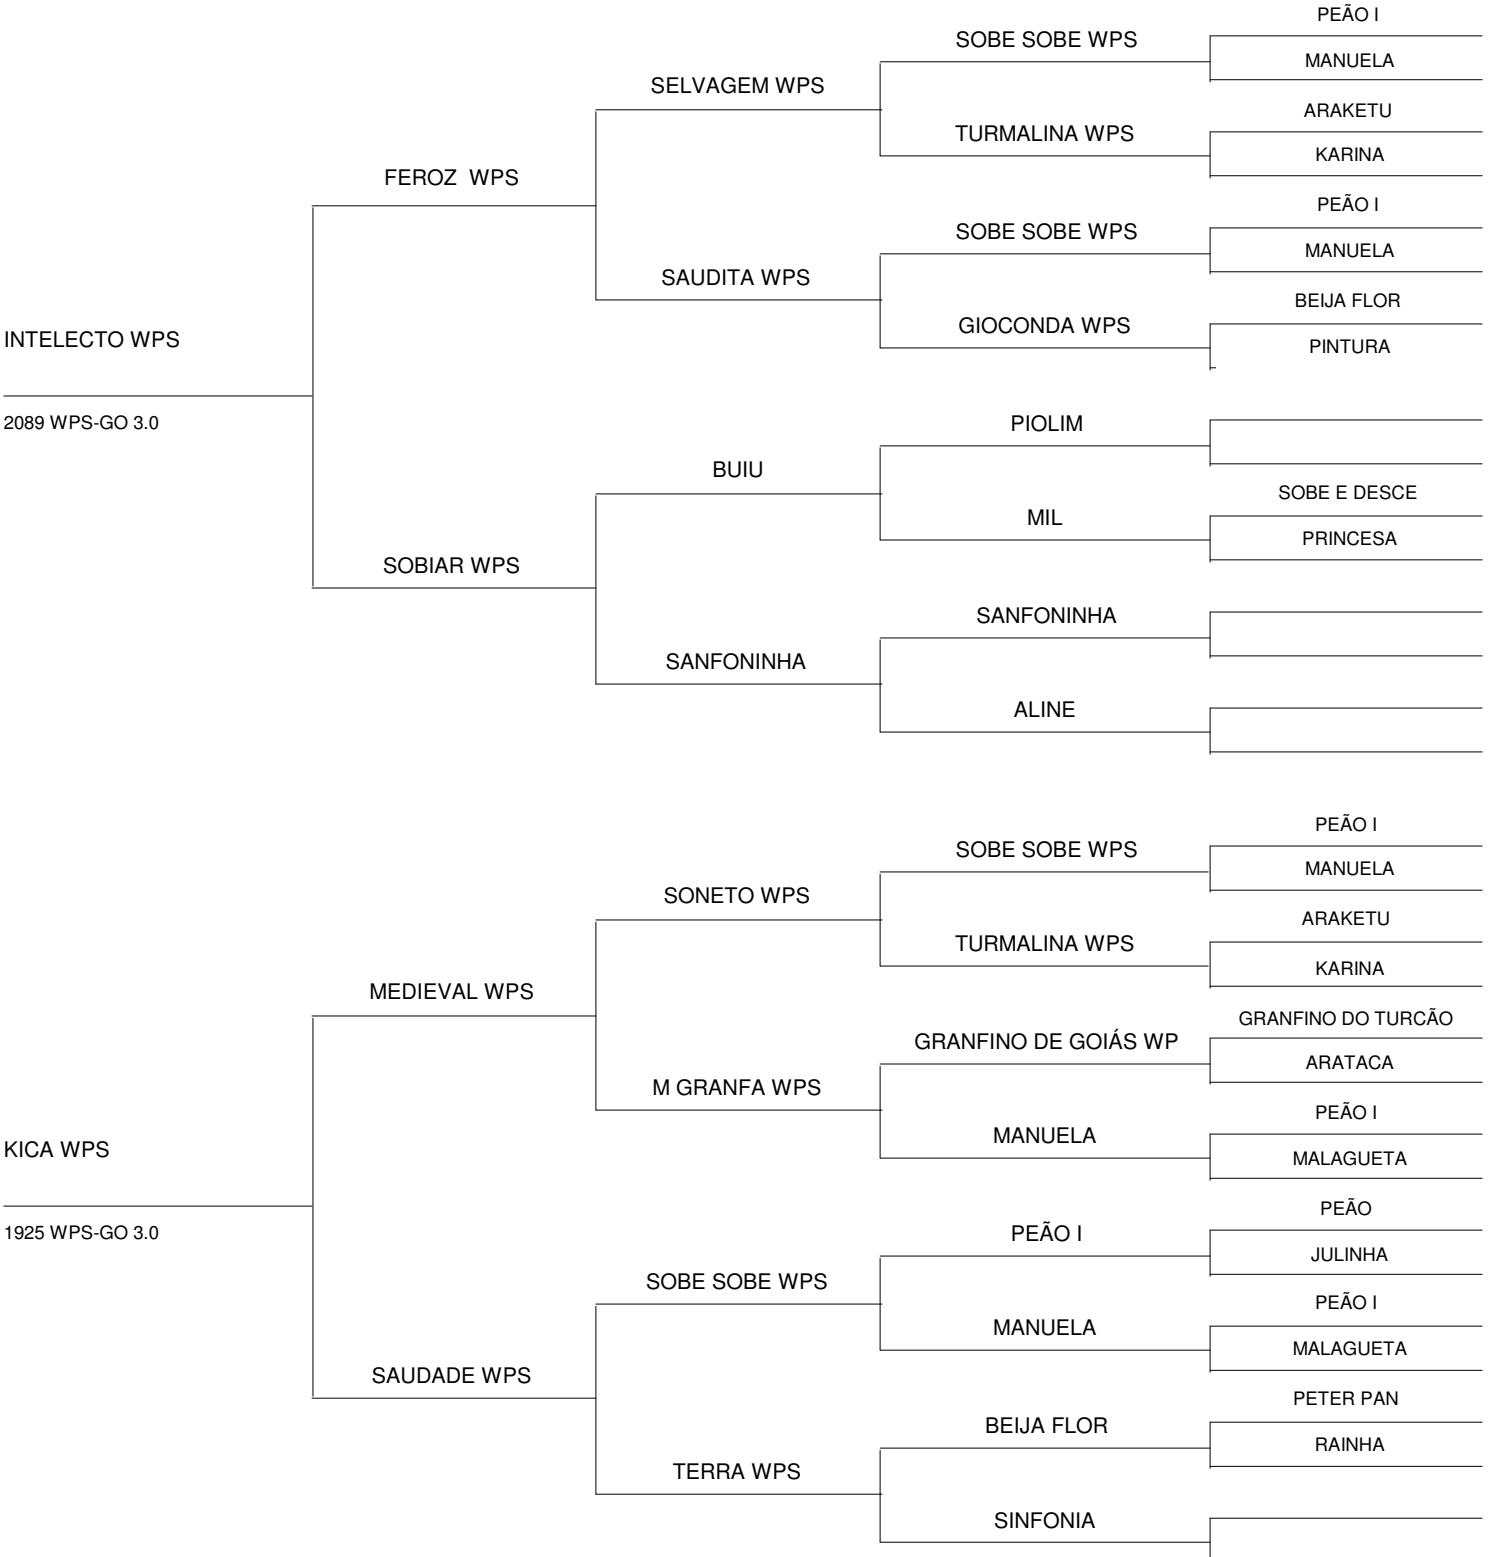 PEÃO I
SOBE SOBE WPS
MANUELA
SELVAGEM WPS
ARAKETU
TURMALINA WPS
KARINA
FEROZ  WPS
PEÃO I
SOBE SOBE WPS
MANUELA
SAUDITA WPS
BEIJA FLOR
GIOCONDA WPS
PINTURA
INTELECTO WPS
2089 WPS-GO 3.0
PIOLIM
BUIU
SOBE E DESCE
MIL
PRINCESA
SOBIAR WPS
SANFONINHA
SANFONINHA
ALINE
PEÃO I
SOBE SOBE WPS
MANUELA
SONETO WPS
ARAKETU
TURMALINA WPS
KARINA
MEDIEVAL WPS
GRANFINO DO TURCÃO
GRANFINO DE GOIÁS WP
ARATACA
M GRANFA WPS
PEÃO I
MANUELA
MALAGUETA
KICA WPS
1925 WPS-GO 3.0
PEÃO
PEÃO I
JULINHA
SOBE SOBE WPS
PEÃO I
MANUELA
MALAGUETA
SAUDADE WPS
PETER PAN
BEIJA FLOR
RAINHA
TERRA WPS
SINFONIA